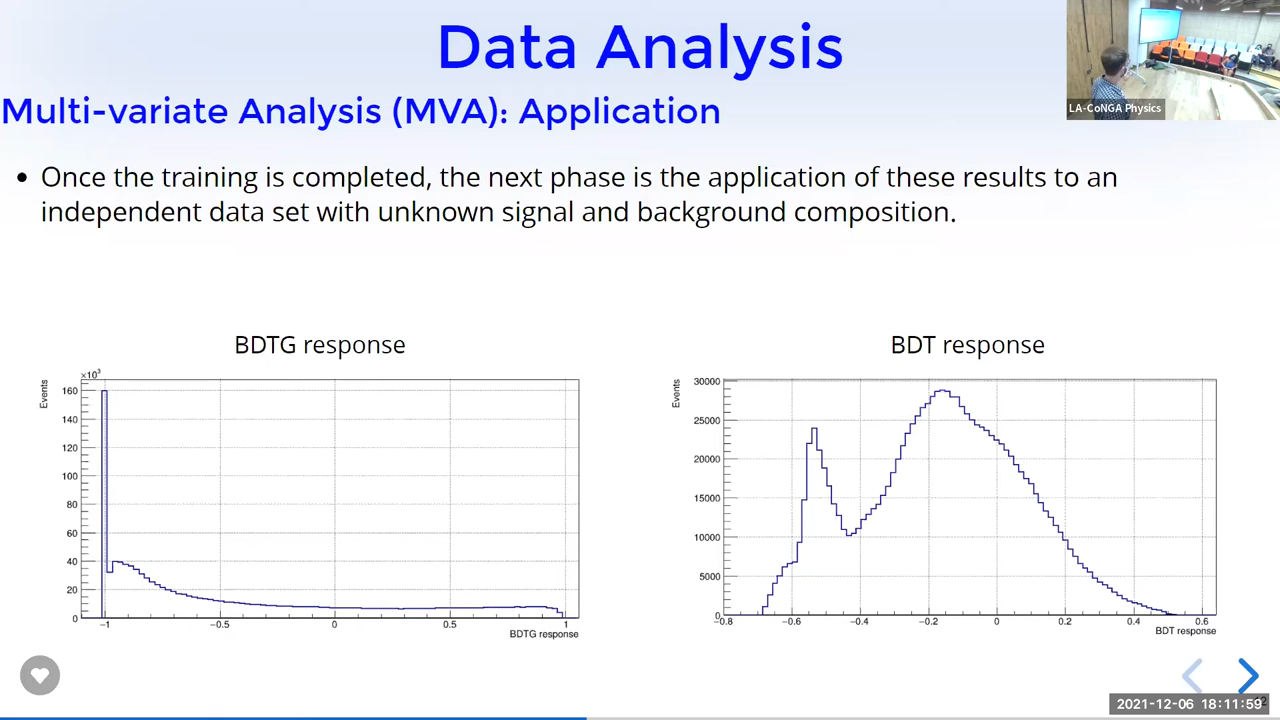 Data Analysis
LA-CoNGA Physics
Multi-variate Analysis (MVA): Application
Once the training is completed, the next phase is the application of these results to an
independent data set with unknown signal and background composition.
BDTG response
×10³
Events
160
140
120
100
80
60
40
20
0
−1
−0.5
0
0.5
1
BDTG response
BDT response
Events
30000
25000
20000
15000
10000
5000
0
−0.8
−0.6
−0.4
−0.2
0
0.2
0.4
0.6
BDT response
2021-12-06 18:11:59